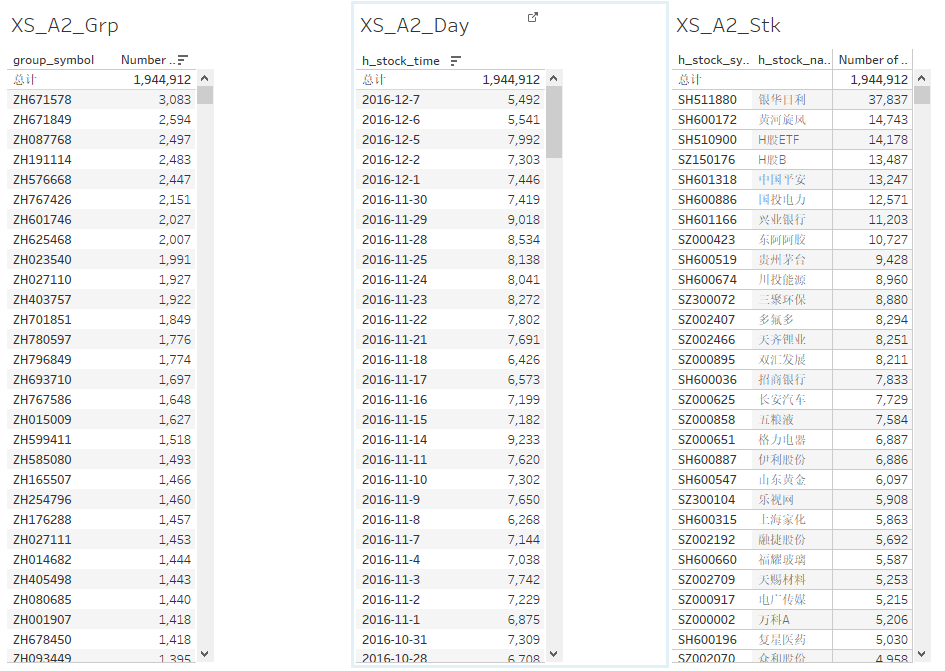 XS_A2_Grp
group_symbol Number ..
总计 1,944,912
ZH671578 3,083
ZH671849 2,594
ZH087768 2,497
ZH191114 2,483
ZH576668 2,447
ZH767426 2,151
ZH601746 2,027
ZH625468 2,007
ZH023540 1,991
ZH027110 1,927
ZH403757 1,922
ZH701851 1,849
ZH780597 1,776
ZH796849 1,774
ZH693710 1,697
ZH767586 1,648
ZH015009 1,627
ZH599411 1,518
ZH585080 1,493
ZH165507 1,466
ZH254796 1,460
ZH176288 1,457
ZH027111 1,453
ZH014682 1,444
ZH405498 1,443
ZH080685 1,440
ZH001907 1,418
ZH678450 1,418
ZH093449 1,395
XS_A2_Day
h_stock_time
总计 1,944,912
2016-12-7 5,492
2016-12-6 5,541
2016-12-5 7,992
2016-12-2 7,303
2016-12-1 7,446
2016-11-30 7,419
2016-11-29 9,018
2016-11-28 8,534
2016-11-25 8,138
2016-11-24 8,041
2016-11-23 8,272
2016-11-22 7,802
2016-11-21 7,691
2016-11-18 6,426
2016-11-17 6,573
2016-11-16 7,199
2016-11-15 7,182
2016-11-14 9,233
2016-11-11 7,620
2016-11-10 7,302
2016-11-9 7,650
2016-11-8 6,268
2016-11-7 7,144
2016-11-4 7,038
2016-11-3 7,742
2016-11-2 7,229
2016-11-1 6,875
2016-10-31 7,309
2016-10-28 6,708
XS_A2_Stk
h_stock_sy.. h_stock_na.. Number of ..
总计 1,944,912
SH511880 银华日利 37,837
SH600172 黄河旋风 14,743
SH510900 H股ETF 14,178
SZ150176 H股B 13,487
SH601318 中国平安 13,247
SH600886 国投电力 12,571
SH601166 兴业银行 11,203
SZ000423 东阿阿胶 10,727
SH600519 贵州茅台 9,428
SH600674 川投能源 8,960
SZ300072 三聚环保 8,880
SZ002407 多氟多 8,294
SZ002466 天齐锂业 8,251
SZ000895 双汇发展 8,211
SH600036 招商银行 7,833
SZ000625 长安汽车 7,729
SZ000858 五粮液 7,584
SZ000651 格力电器 6,887
SH600887 伊利股份 6,886
SH600547 山东黄金 6,097
SZ300104 乐视网 5,908
SH600315 上海家化 5,863
SZ002192 融捷股份 5,692
SH600660 福耀玻璃 5,587
SZ002709 天赐材料 5,253
SZ000917 电广传媒 5,215
SZ000002 万科A 5,206
SH600196 复星医药 5,030
SZ002070 众和股份 4,958